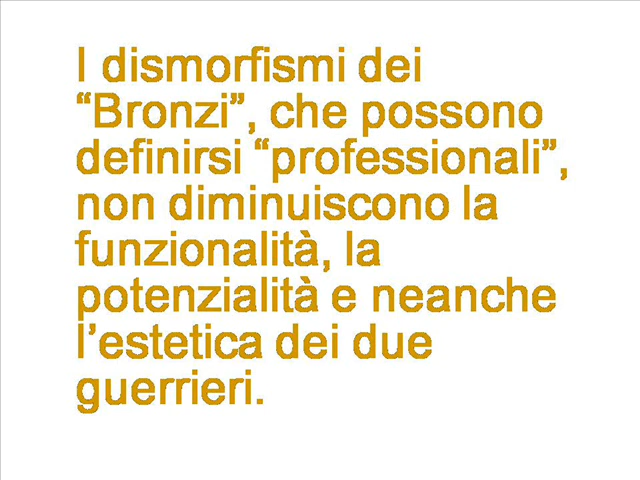 I dismorfismi dei
“Bronzi”, che possono
definirsi “professionali”,
non diminuiscono la
funzionalità, la
potenzialità e neanche
l’estetica dei due
guerrieri.